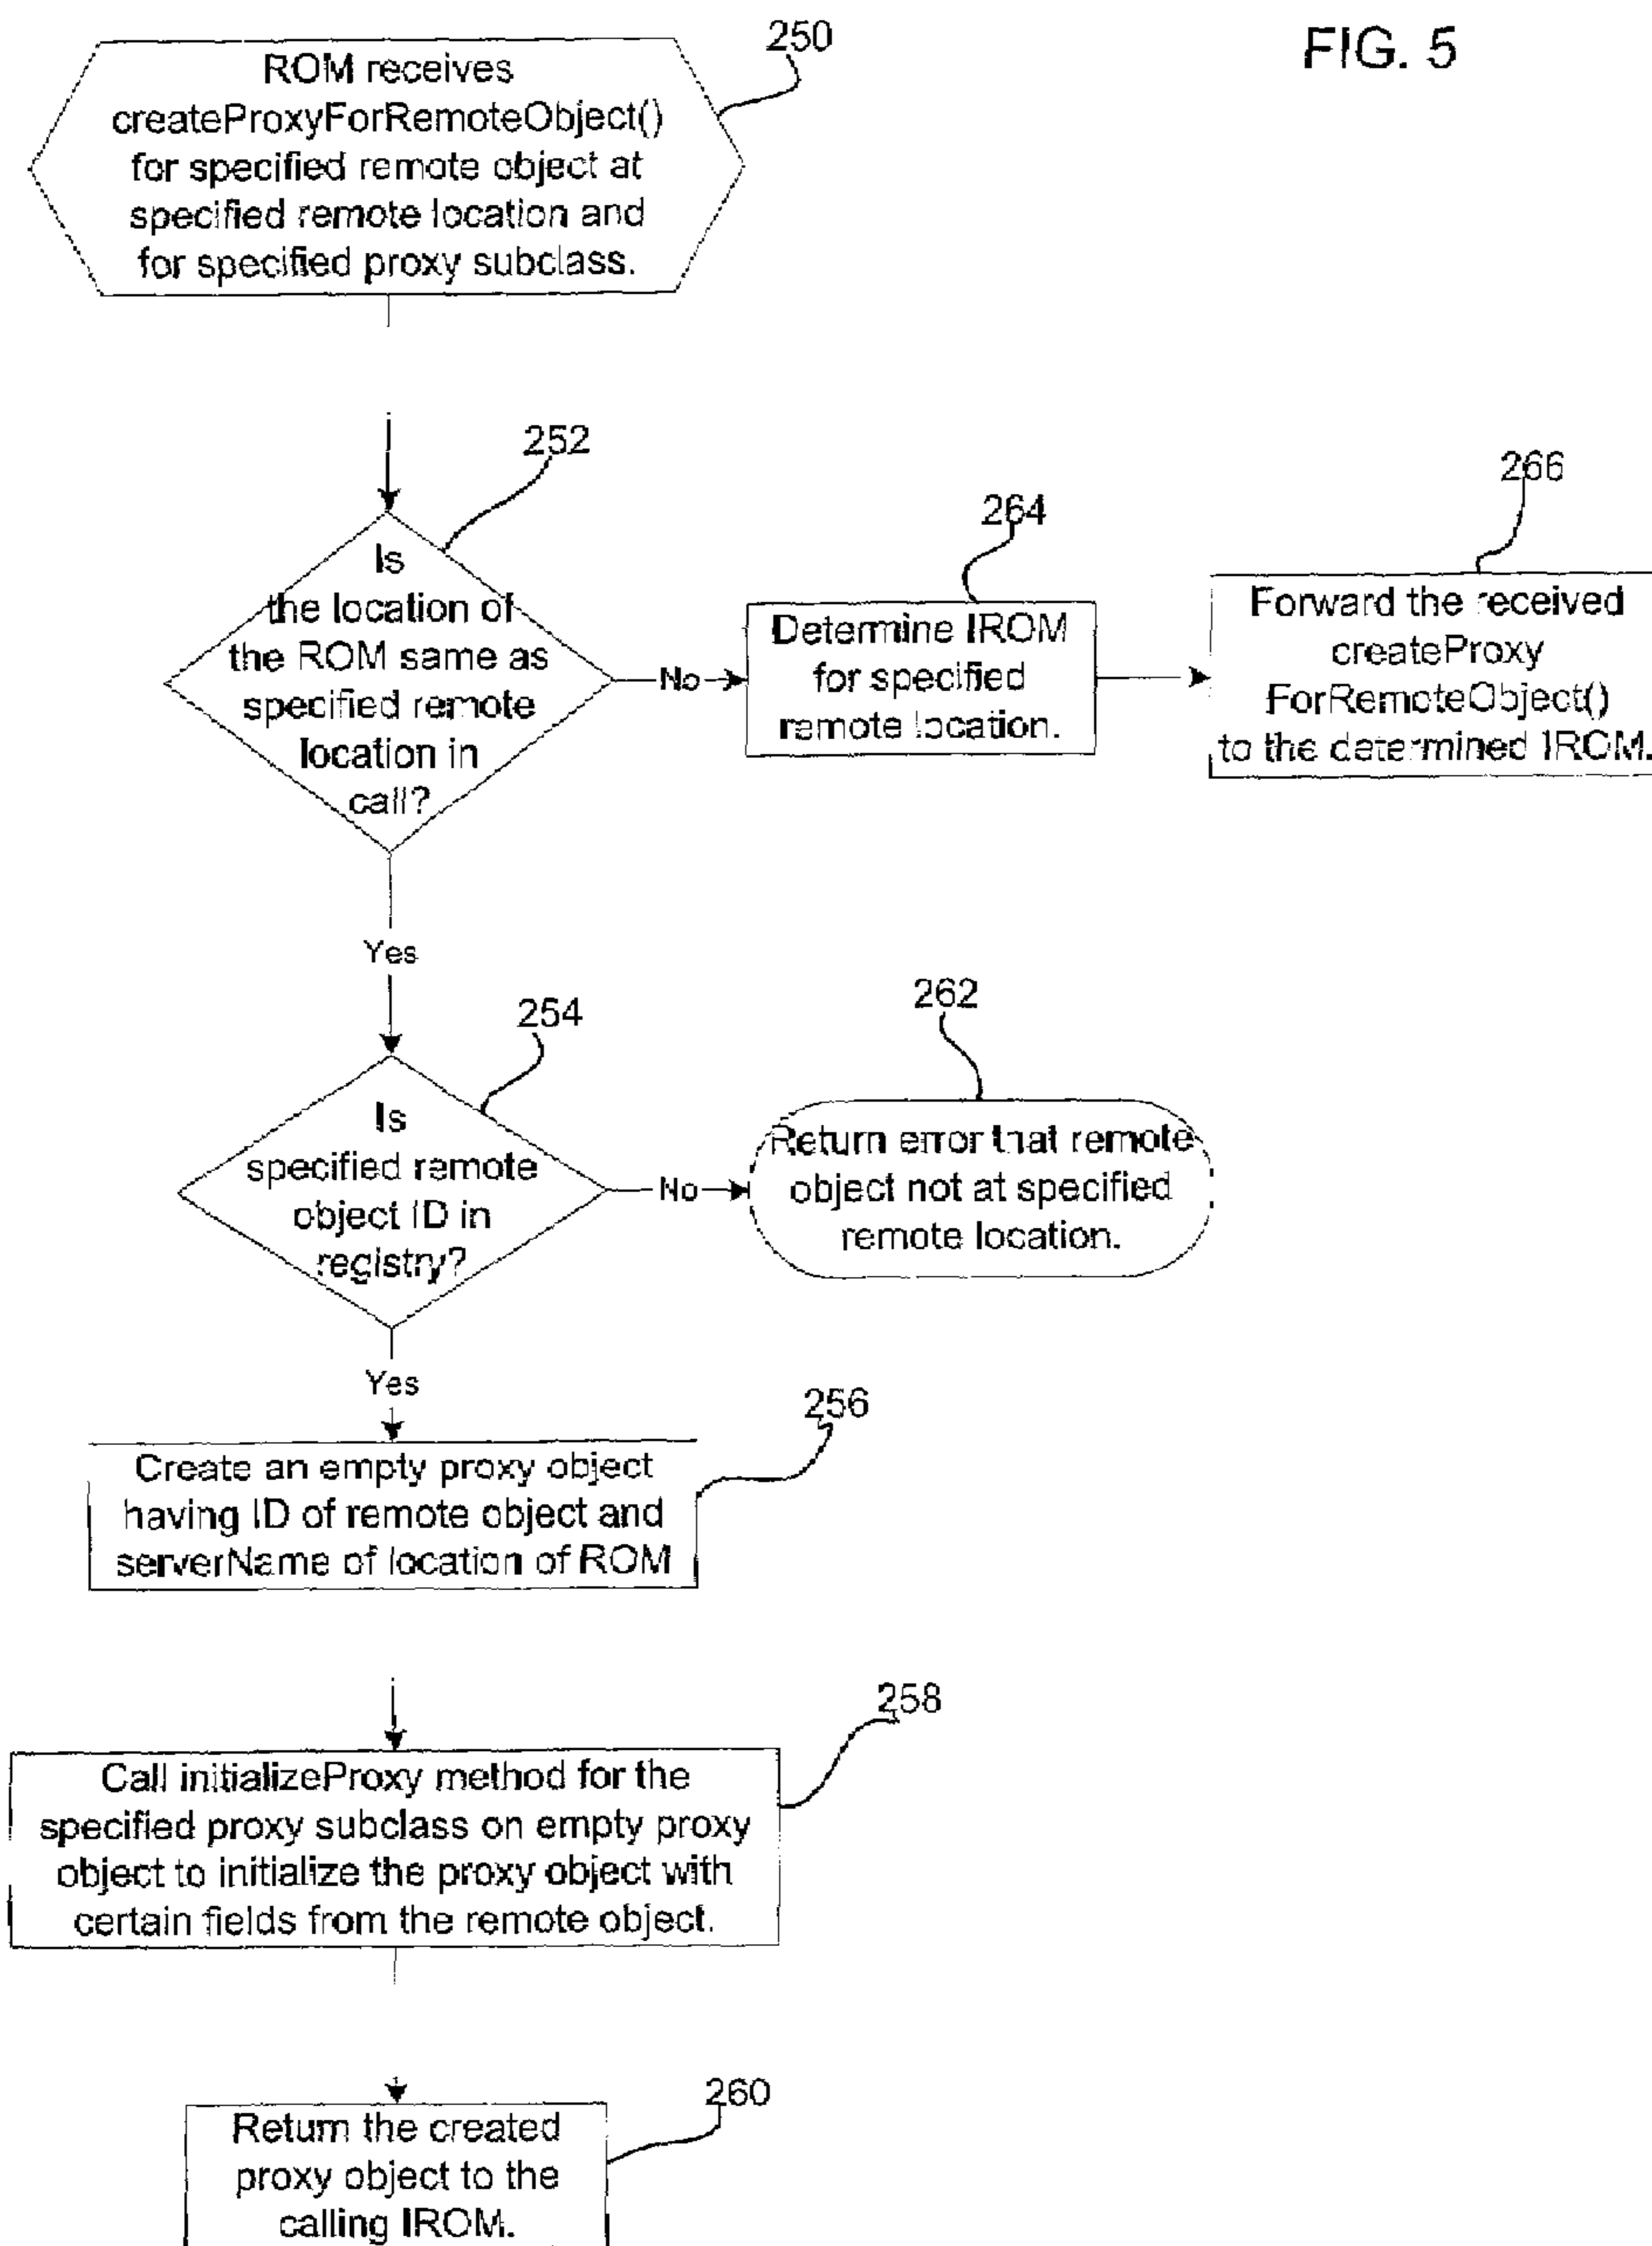 FIG. 5
250
ROM receives
createProxyForRemoteObject()
for specified remote object at
specified remote location and
for specified proxy subclass.
252
Is
the location of
the ROM same as
specified remote
location in
call?
No
264
Determine IROM
for specified
remote location.
266
Forward the received
createProxy
ForRemoteObject()
to the determined IROM.
Yes
254
Is
specified remote
object ID in
registry?
No
262
Return error that remote
object not at specified
remote location.
Yes
256
Create an empty proxy object
having ID of remote object and
serverName of location of ROM
258
Call initializeProxy method for the
specified proxy subclass on empty proxy
object to initialize the proxy object with
certain fields from the remote object.
260
Return the created
proxy object to the
calling IROM.